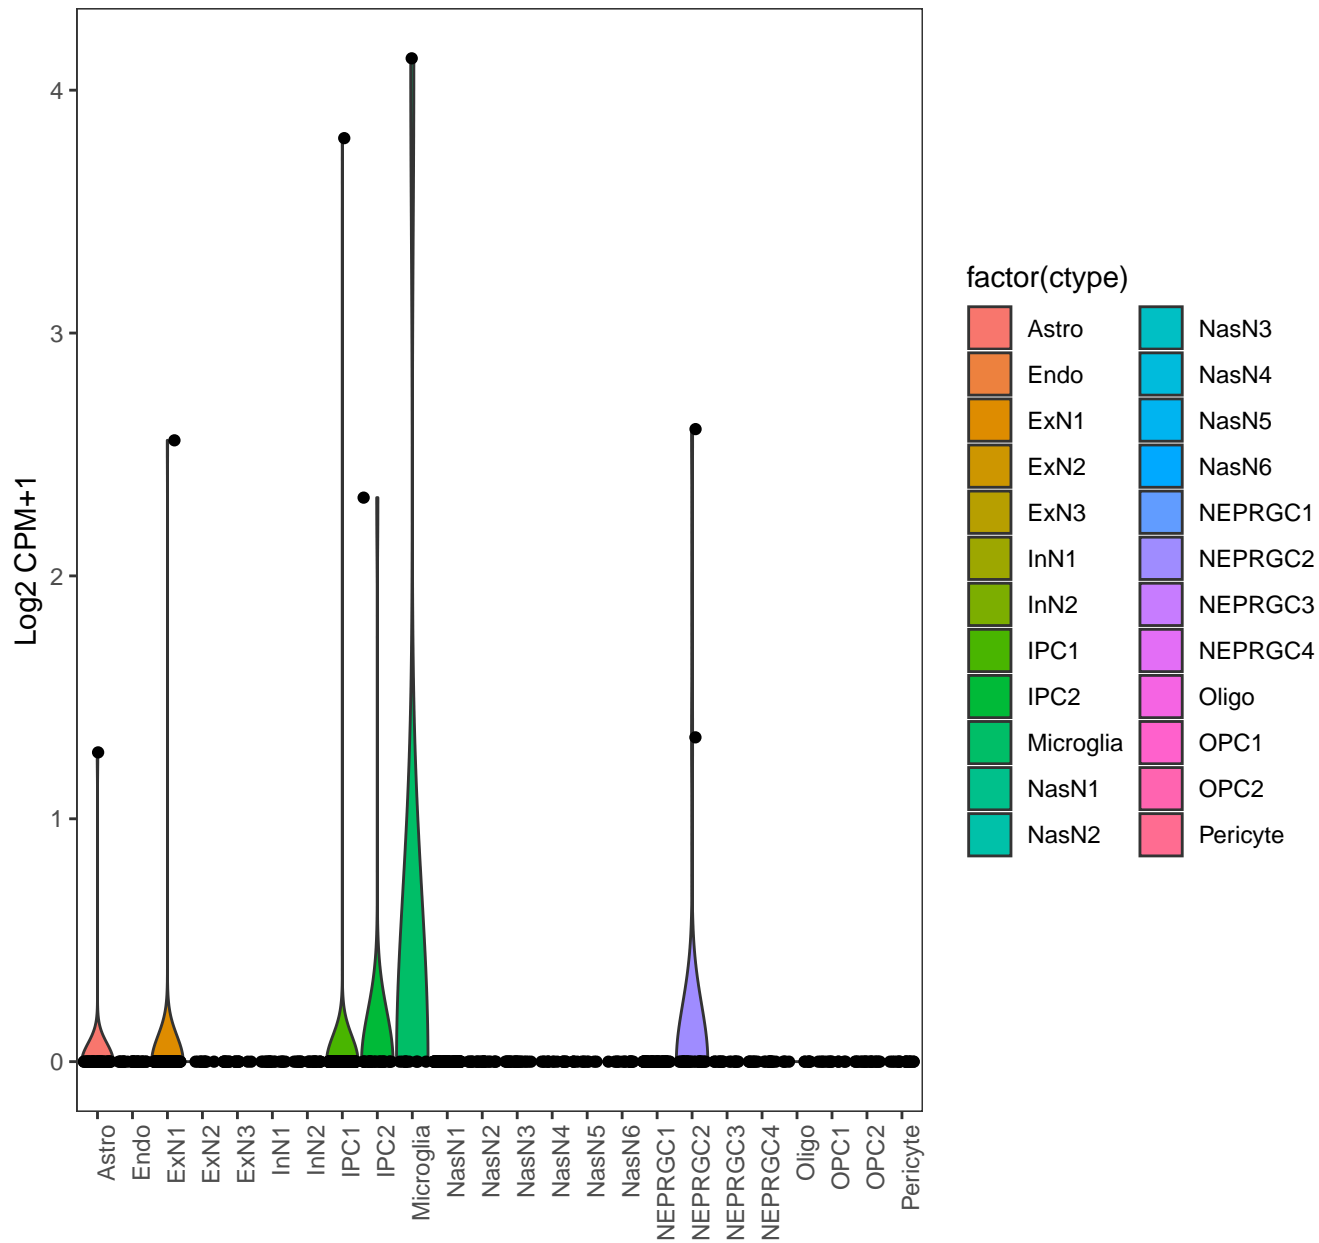 4
3
2
1
0
Log2 CPM+1
Astro
Endo
ExN1
ExN2
ExN3
InN1
InN2
IPC1
IPC2
Microglia
NasN1
NasN2
NasN3
NasN4
NasN5
NasN6
NEPRGC1
NEPRGC2
NEPRGC3
NEPRGC4
Oligo
OPC1
OPC2
Pericyte
factor(ctype)
Astro
Endo
ExN1
ExN2
ExN3
InN1
InN2
IPC1
IPC2
Microglia
NasN1
NasN2
NasN3
NasN4
NasN5
NasN6
NEPRGC1
NEPRGC2
NEPRGC3
NEPRGC4
Oligo
OPC1
OPC2
Pericyte